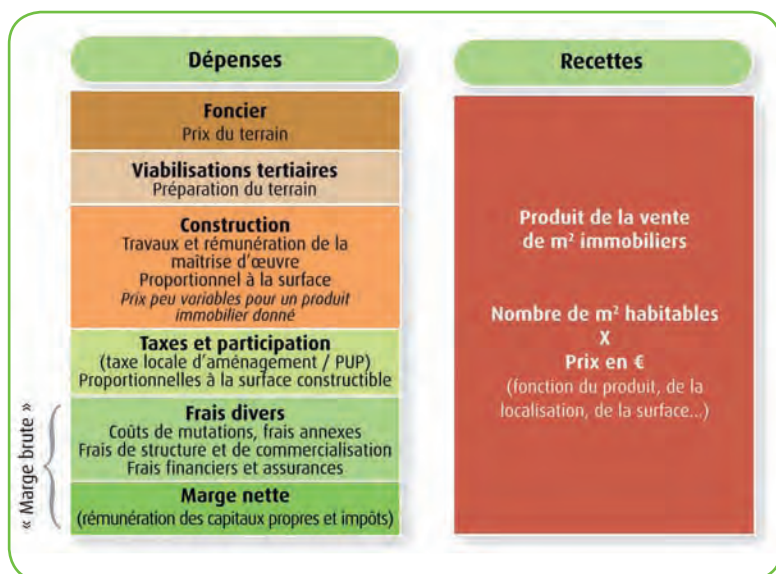 Dépenses
Foncier
Prix du terrain
Viabilisations tertiaires
Préparation du terrain
Construction
Travaux et rémunération de la
maîtrise d'œuvre
Proportionnel à la surface
Prix peu variables pour un produit
immobilier donné
Taxes et participation
(taxe locale d'aménagement / PUP)
Proportionnelles à la surface constructible
« Marge brute »
Frais divers
Coûts de mutations, frais annexes
Frais de structure et de commercialisation
Frais financiers et assurances
Marge nette
(rémunération des capitaux propres et impôts)
Recettes
Produit de la vente
de m² immobiliers
Nombre de m² habitables
X
Prix en €
(fonction du produit, de la
localisation, de la surface...)